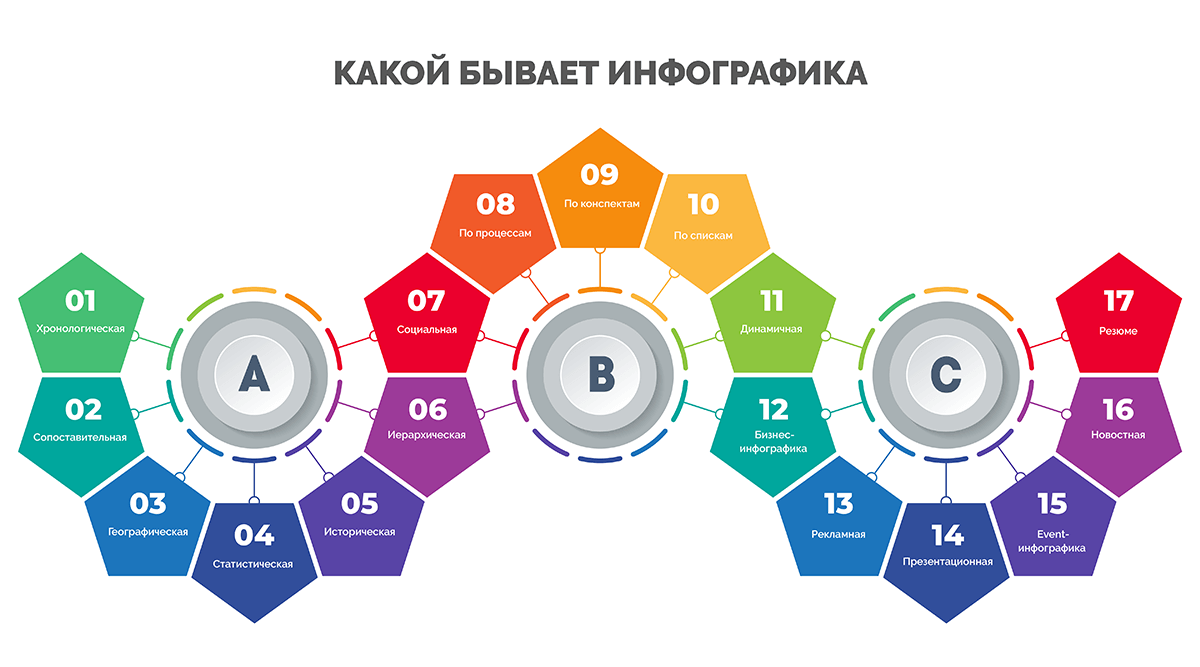 КАКОЙ БЫВАЕТ ИНФОГРАФИКА
01
Хронологическая
02
Сопоставительная
03
Географическая
04
Статистическая
05
Историческая
06
Иерархическая
07
Социальная
08
По процессам
09
По конспектам
10
По спискам
11
Динамичная
12
Бизнес-
инфографика
13
Рекламная
14
Презентационная
15
Event-
инфографика
16
Новостная
17
Резюме
A
B
C